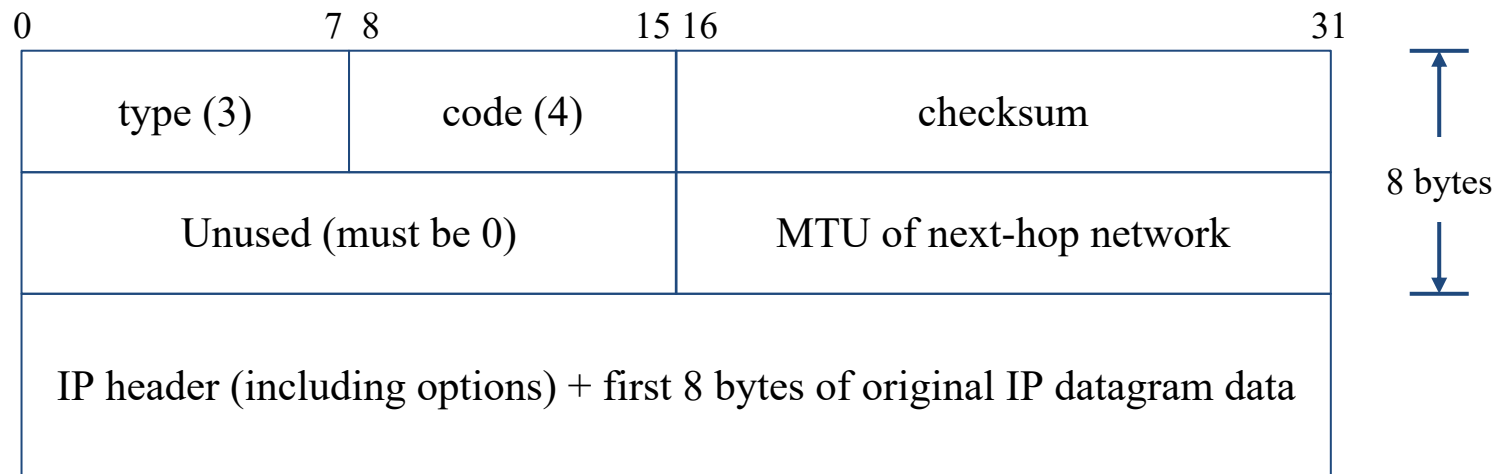 0 7 8 15 16 31
type (3) code (4) checksum
8 bytes
Unused (must be 0) MTU of next-hop network
IP header (including options) + first 8 bytes of original IP datagram data